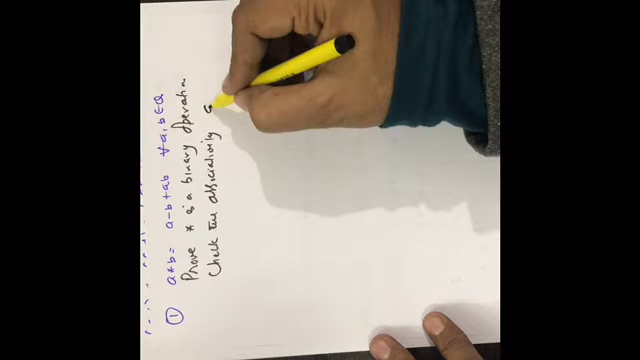 ① a*b = a-b+ab ∀ a,b ∈ Q
Prove * is a binary operation
Check the associativity